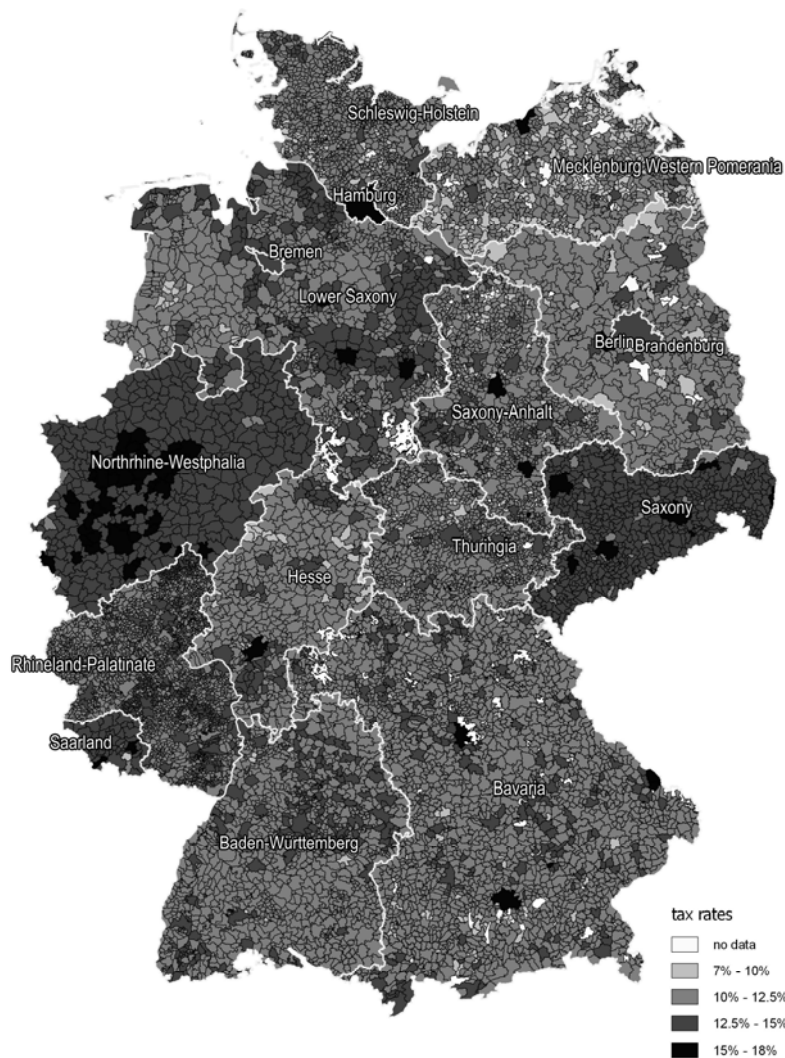 Schleswig-Holstein
Mecklenburg-Western Pomerania
Hamburg
Bremen
Lower Saxony
Berlin
Brandenburg
Saxony-Anhalt
Northrhine-Westphalia
Saxony
Thuringia
Hesse
Rhineland-Palatinate
Saarland
Bavaria
Baden-Württemberg
tax rates
no data
7% - 10%
10% - 12.5%
12.5% - 15%
15% - 18%